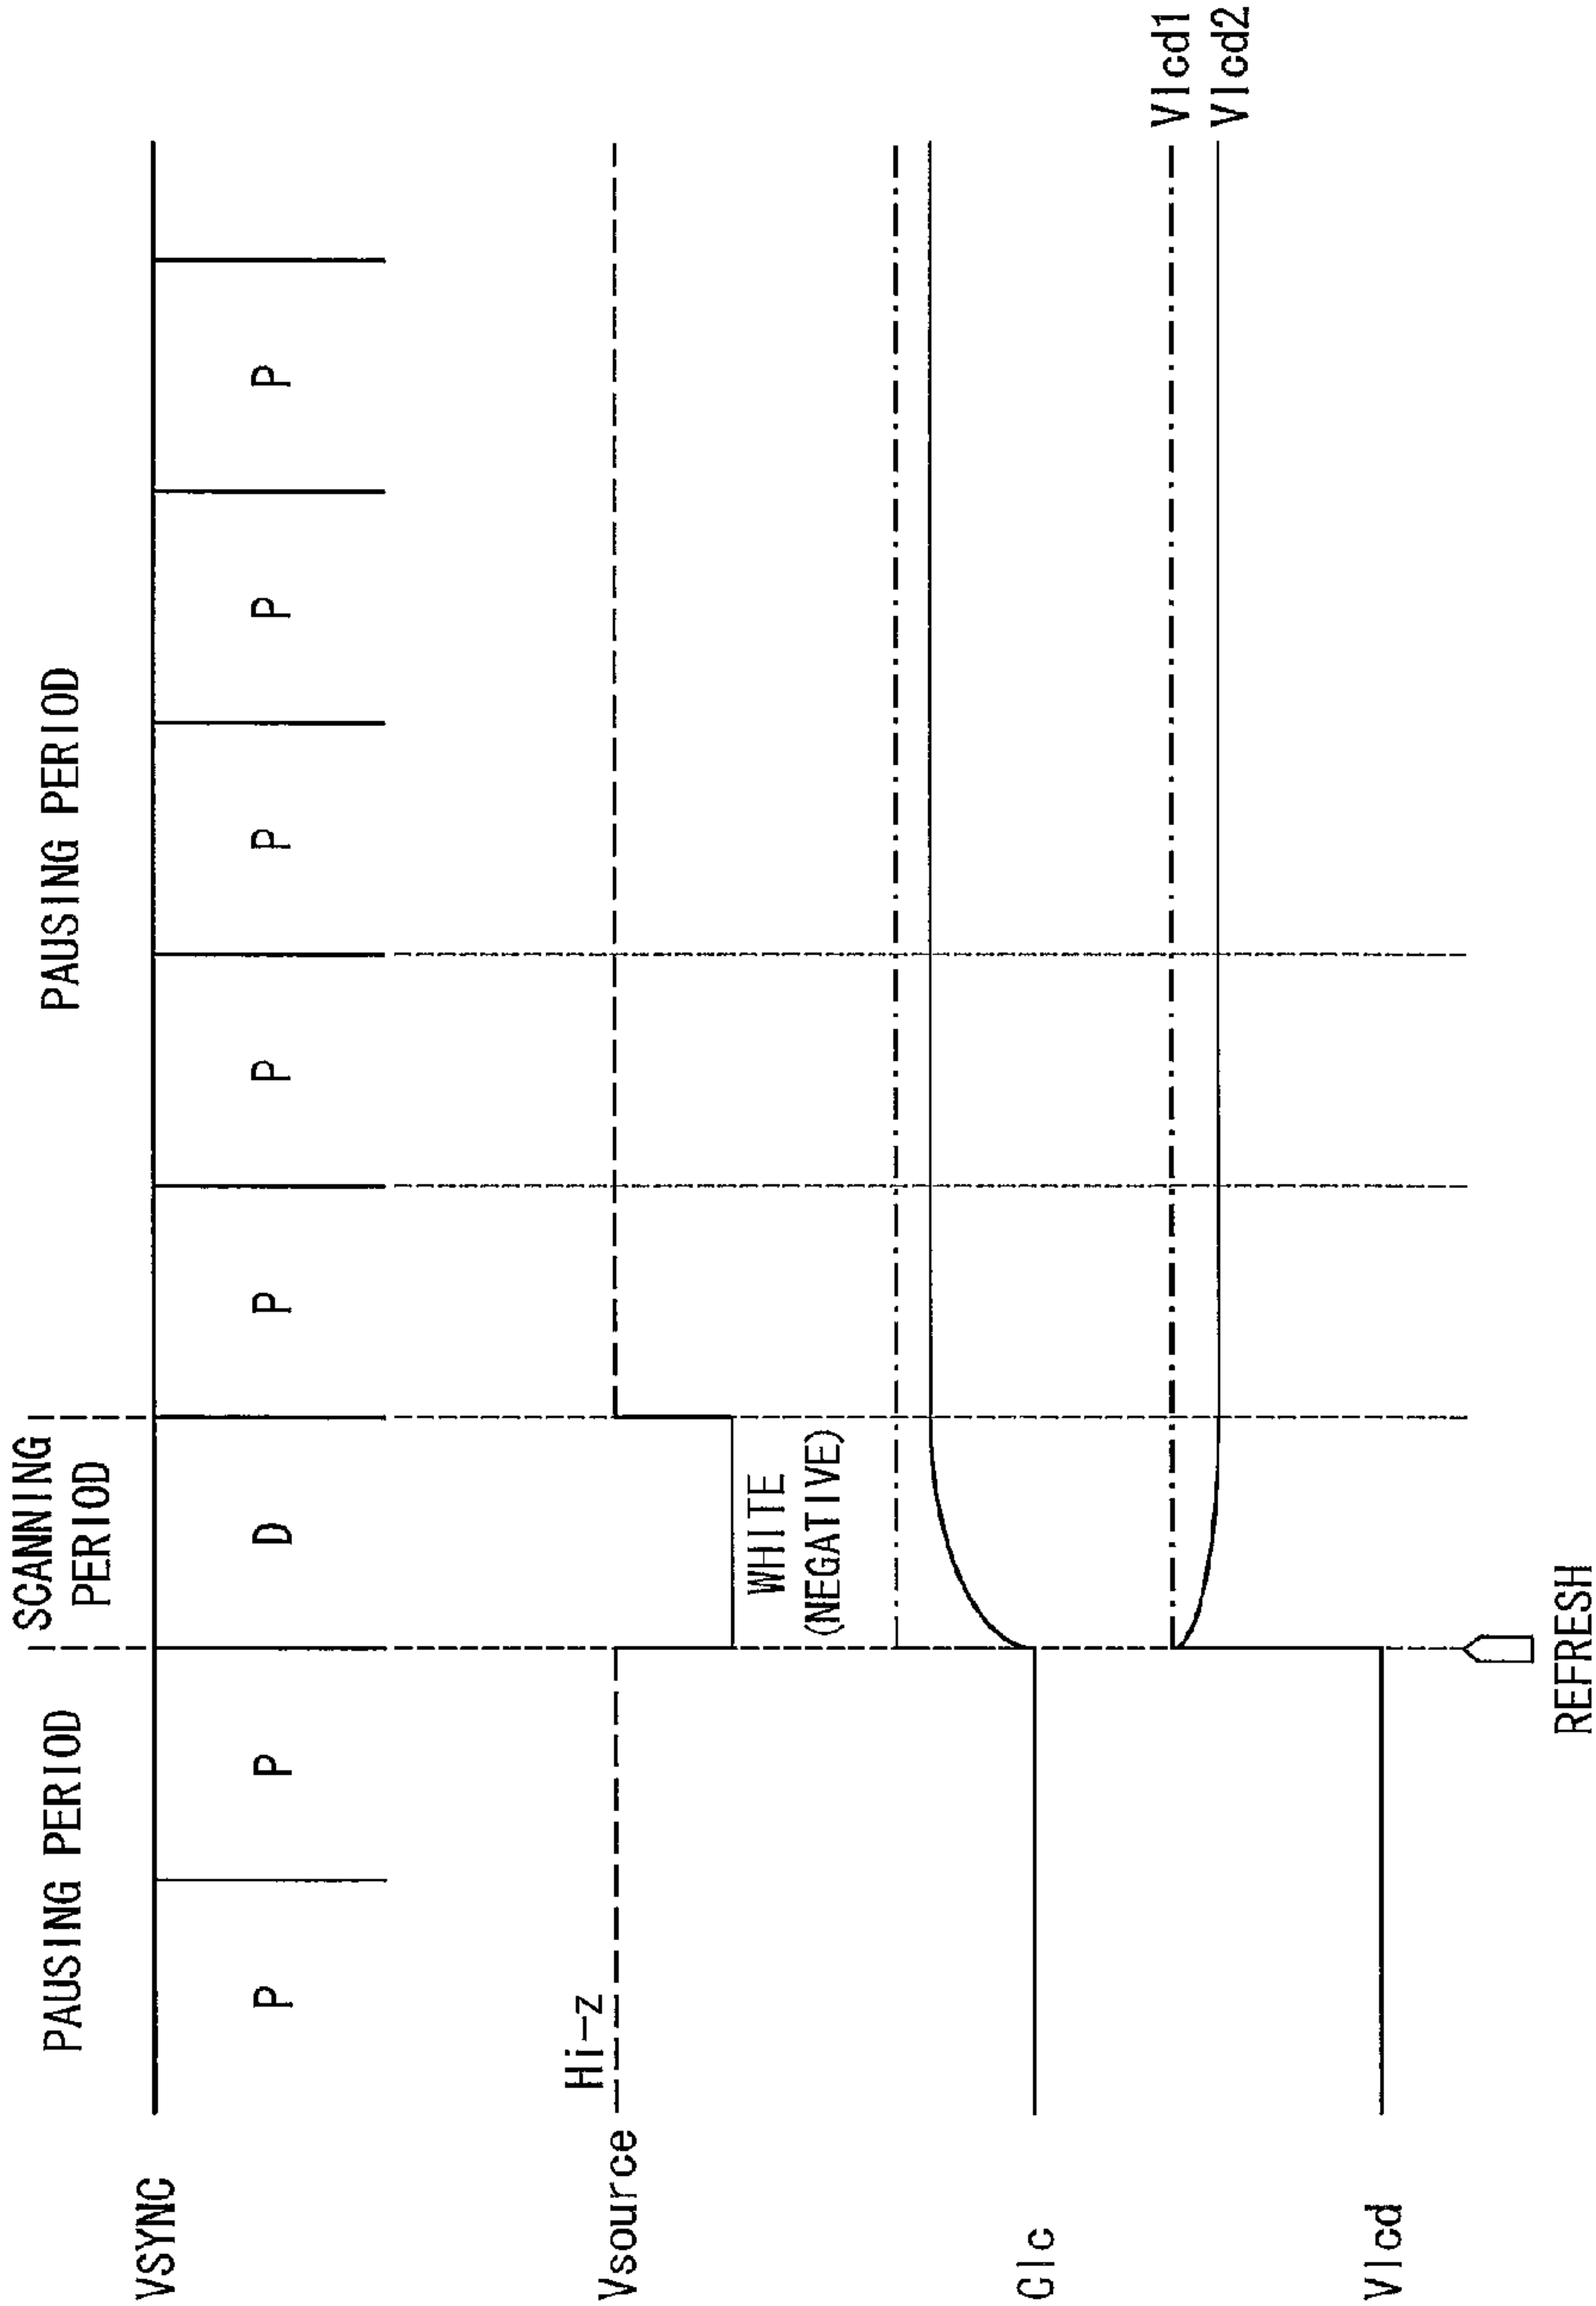 PAUSING PERIOD
SCANNING
PERIOD
PAUSING PERIOD
VSYNC
P
P
D
P
P
P
P
P
Hi-z
Vsource
WHITE
(NEGATIVE)
Clc
Vlcd1
Vlcd2
Vlcd
REFRESH